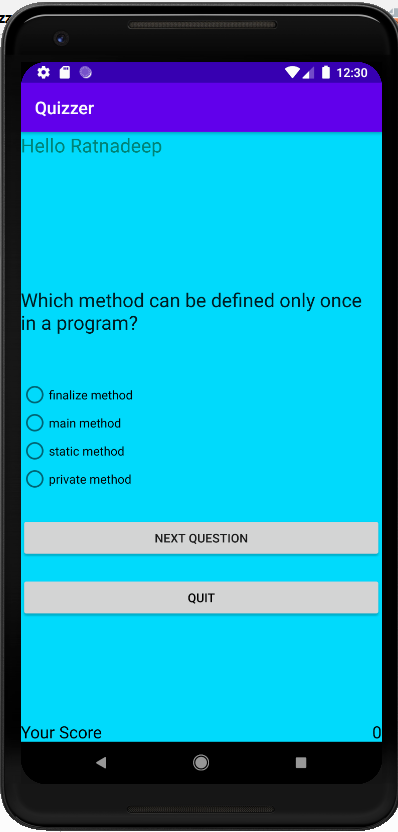 zz
12:30
Quizzer
Hello Ratnadeep
Which method can be defined only once
in a program?
finalize method
main method
static method
private method
NEXT QUESTION
QUIT
Your Score 0